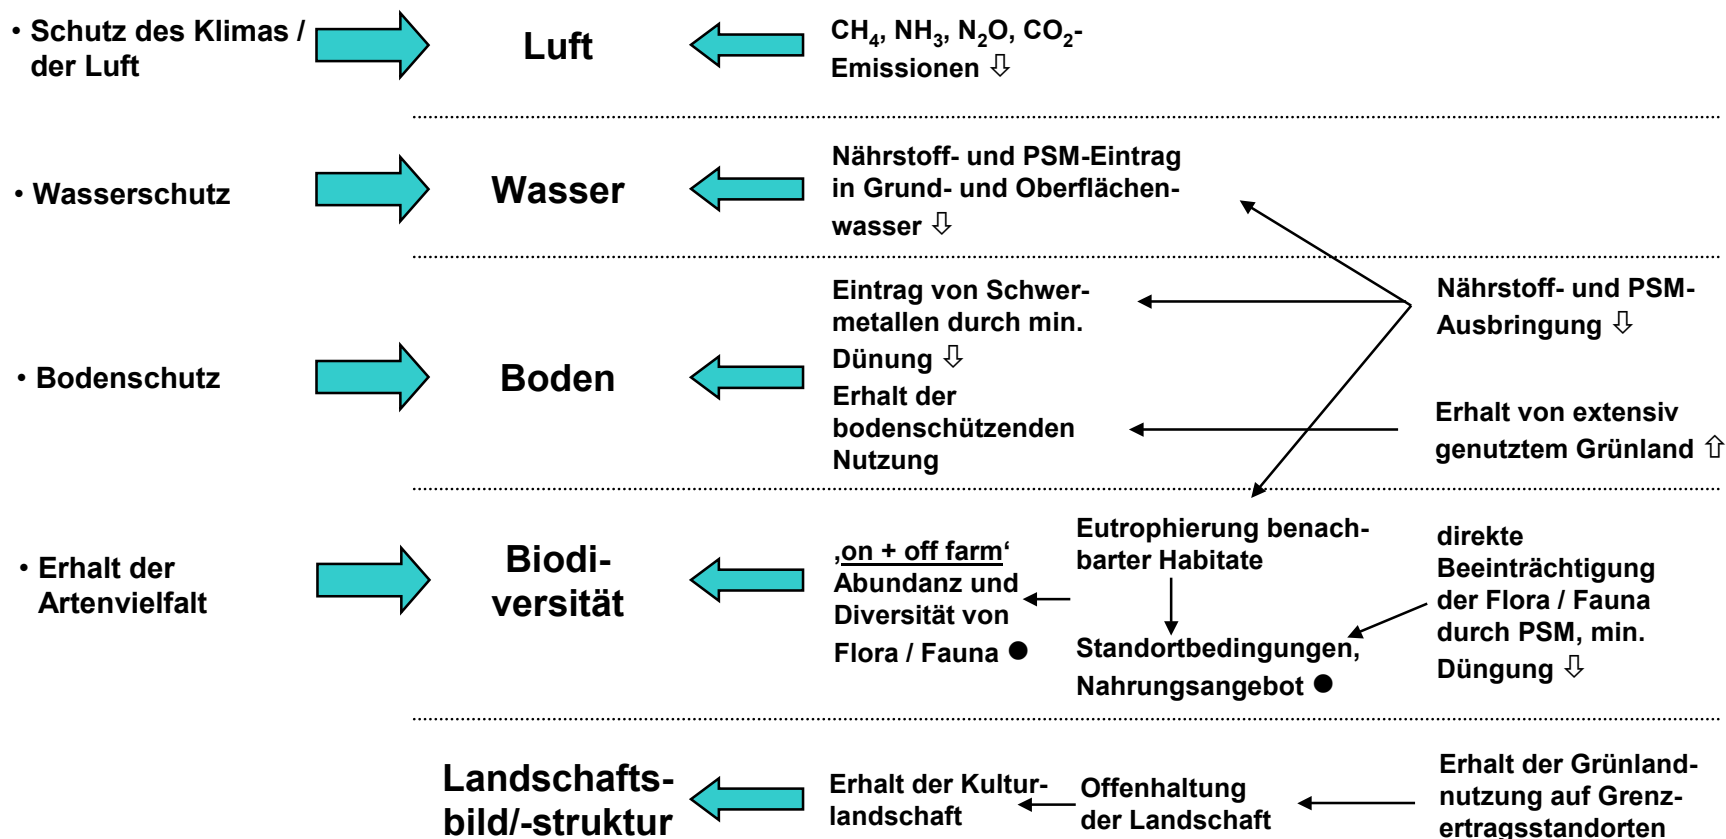 • Schutz des Klimas /
der Luft
Luft
CH₄, NH₃, N₂O, CO₂-
Emissionen ⇩
• Wasserschutz
Wasser
Nährstoff- und PSM-Eintrag
in Grund- und Oberflächen-
wasser ⇩
• Bodenschutz
Boden
Eintrag von Schwer-
metallen durch min.
Dünung ⇩
Erhalt der
bodenschützenden
Nutzung
Nährstoff- und PSM-
Ausbringung ⇩
Erhalt von extensiv
genutztem Grünland ⇧
• Erhalt der
Artenvielfalt
Biodi-
versität
‚on + off farm‘
Abundanz und
Diversität von
Flora / Fauna ●
Eutrophierung benach-
barter Habitate
Standortbedingungen,
Nahrungsangebot ●
direkte
Beeinträchtigung
der Flora / Fauna
durch PSM, min.
Düngung ⇩
Landschafts-
bild/-struktur
Erhalt der Kultur-
landschaft
Offenhaltung
der Landschaft
Erhalt der Grünland-
nutzung auf Grenz-
ertragsstandorten